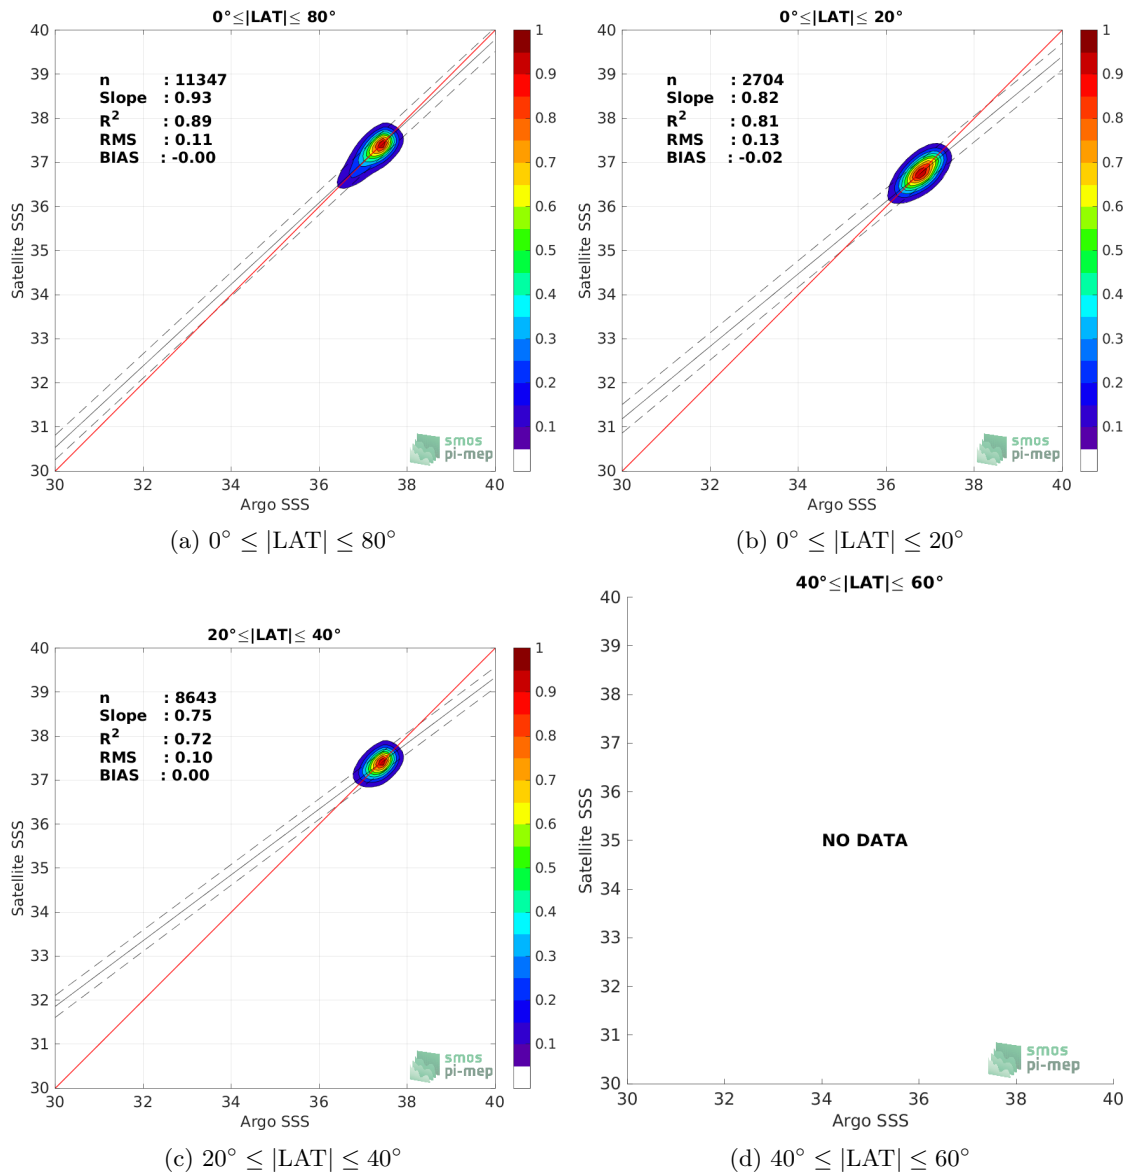 0°≤|LAT|≤ 80°
40
39
38
37
36
35
34
33
32
31
30
30 32 34 36 38 40
Satellite SSS
Argo SSS
n : 11347
Slope : 0.93
R² : 0.89
RMS : 0.11
BIAS : -0.00
1
0.9
0.8
0.7
0.6
0.5
0.4
0.3
0.2
0.1
smos
pi-mep
(a) 0° ≤ |LAT| ≤ 80°
0°≤|LAT|≤ 20°
40
39
38
37
36
35
34
33
32
31
30
30 32 34 36 38 40
Satellite SSS
Argo SSS
n : 2704
Slope : 0.82
R² : 0.81
RMS : 0.13
BIAS : -0.02
1
0.9
0.8
0.7
0.6
0.5
0.4
0.3
0.2
0.1
smos
pi-mep
(b) 0° ≤ |LAT| ≤ 20°
20°≤|LAT|≤ 40°
40
39
38
37
36
35
34
33
32
31
30
30 32 34 36 38 40
Satellite SSS
Argo SSS
n : 8643
Slope : 0.75
R² : 0.72
RMS : 0.10
BIAS : 0.00
1
0.9
0.8
0.7
0.6
0.5
0.4
0.3
0.2
0.1
smos
pi-mep
(c) 20° ≤ |LAT| ≤ 40°
40°≤|LAT|≤ 60°
40
39
38
37
36
35
34
33
32
31
30
30 32 34 36 38 40
Satellite SSS
Argo SSS
NO DATA
smos
pi-mep
(d) 40° ≤ |LAT| ≤ 60°